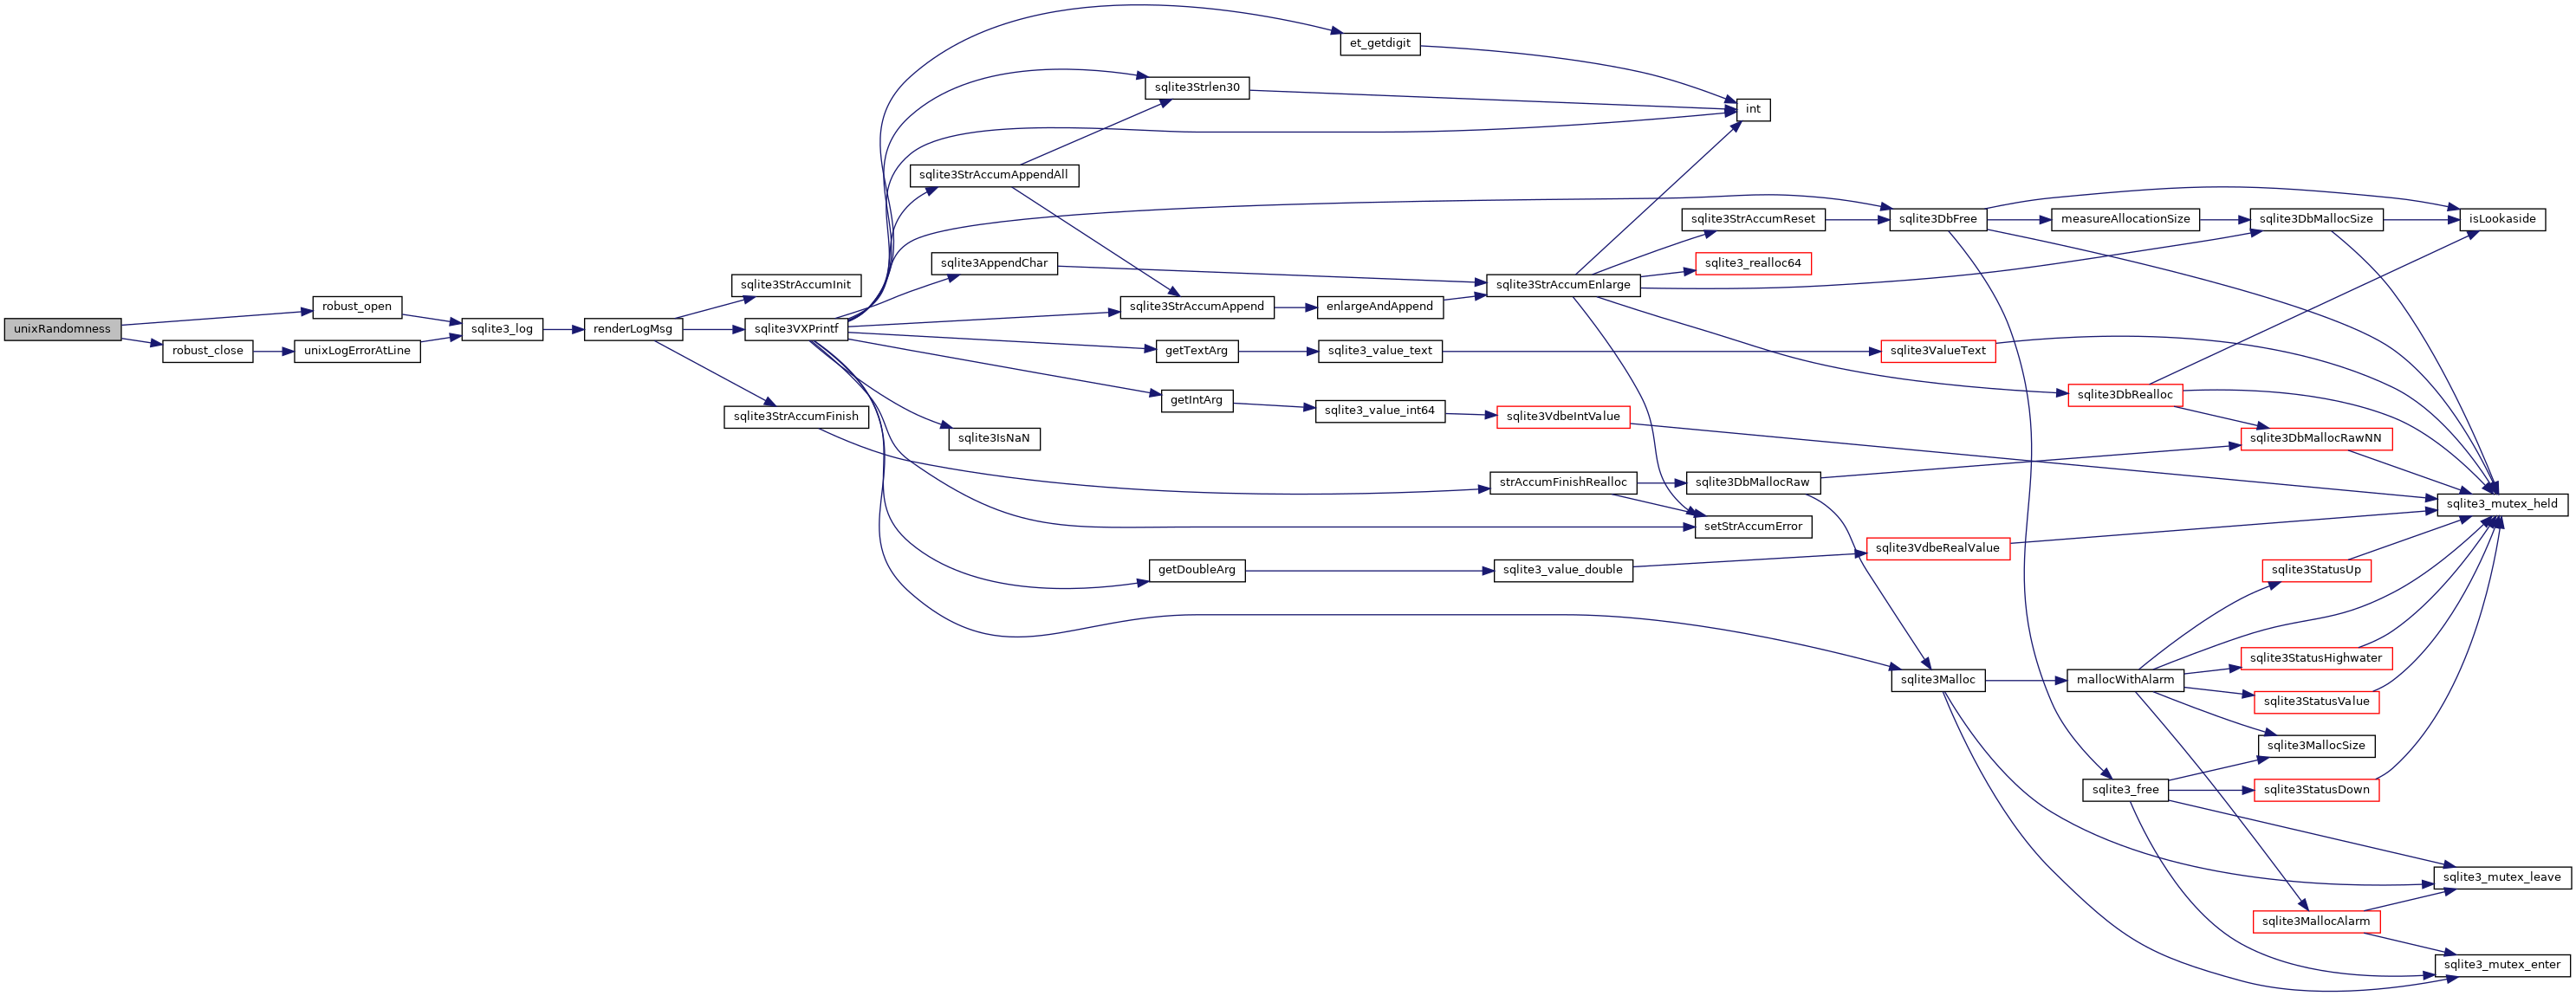 unixRandomness
robust_open
robust_close
unixLogErrorAtLine
sqlite3_log
renderLogMsg
sqlite3StrAccumInit
sqlite3VXPrintf
sqlite3StrAccumFinish
sqlite3StrAccumAppendAll
sqlite3AppendChar
sqlite3IsNaN
et_getdigit
sqlite3Strlen30
sqlite3StrAccumAppend
getTextArg
getIntArg
getDoubleArg
enlargeAndAppend
sqlite3_value_text
sqlite3_value_int64
sqlite3StrAccumEnlarge
sqlite3VdbeIntValue
strAccumFinishRealloc
sqlite3_value_double
int
sqlite3StrAccumReset
sqlite3_realloc64
sqlite3DbMallocRaw
setStrAccumError
sqlite3DbFree
sqlite3ValueText
sqlite3VdbeRealValue
sqlite3Malloc
measureAllocationSize
sqlite3DbRealloc
mallocWithAlarm
sqlite3_free
sqlite3DbMallocSize
sqlite3DbMallocRawNN
sqlite3StatusUp
sqlite3StatusHighwater
sqlite3StatusValue
sqlite3MallocSize
sqlite3StatusDown
sqlite3MallocAlarm
isLookaside
sqlite3_mutex_held
sqlite3_mutex_leave
sqlite3_mutex_enter